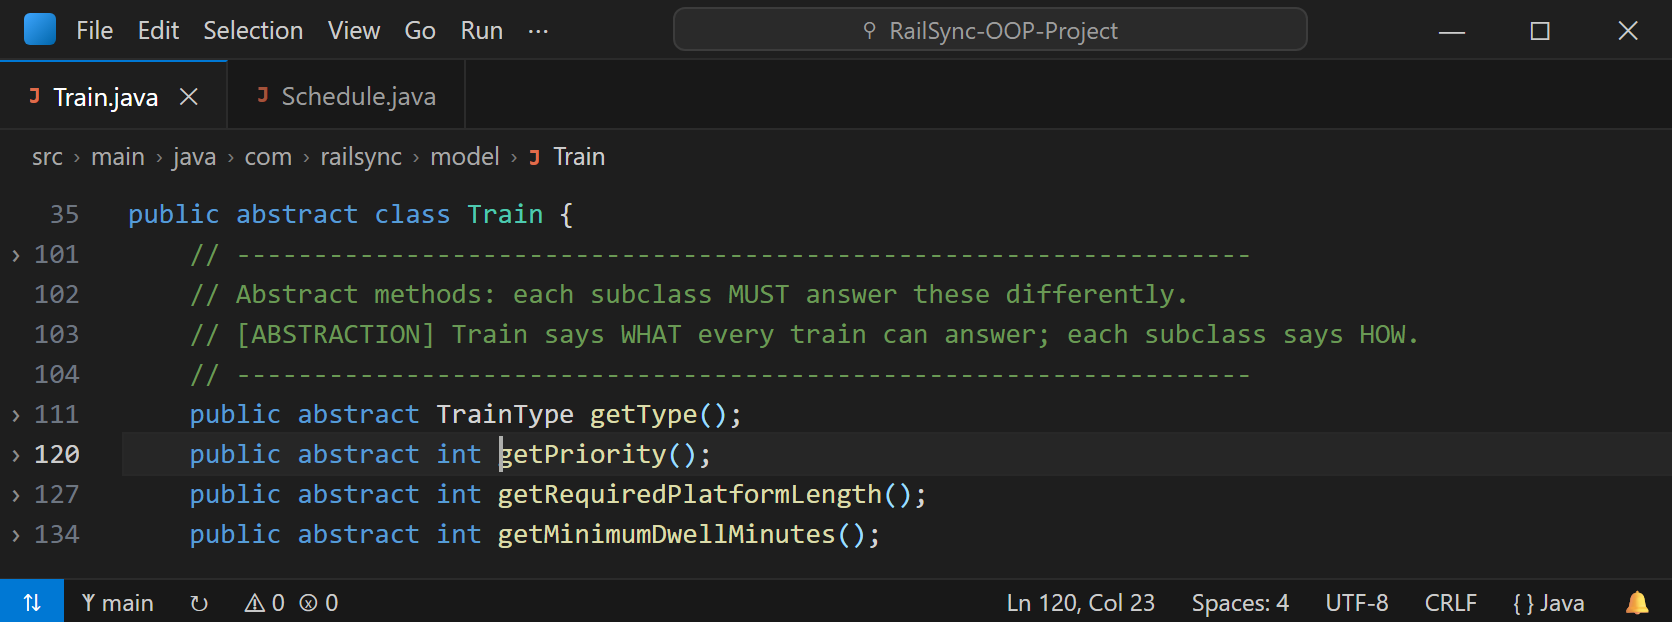 File Edit Selection View Go Run ···
RailSync-OOP-Project
J Train.java
J Schedule.java
src › main › java › com › railsync › model › J Train
35 public abstract class Train {
101 // ------------------------------------------------------------------
102 // Abstract methods: each subclass MUST answer these differently.
103 // [ABSTRACTION] Train says WHAT every train can answer; each subclass says HOW.
104 // ------------------------------------------------------------------
111 public abstract TrainType getType();
120 public abstract int getPriority();
127 public abstract int getRequiredPlatformLength();
134 public abstract int getMinimumDwellMinutes();
main 0 0 Ln 120, Col 23 Spaces: 4 UTF-8 CRLF { } Java